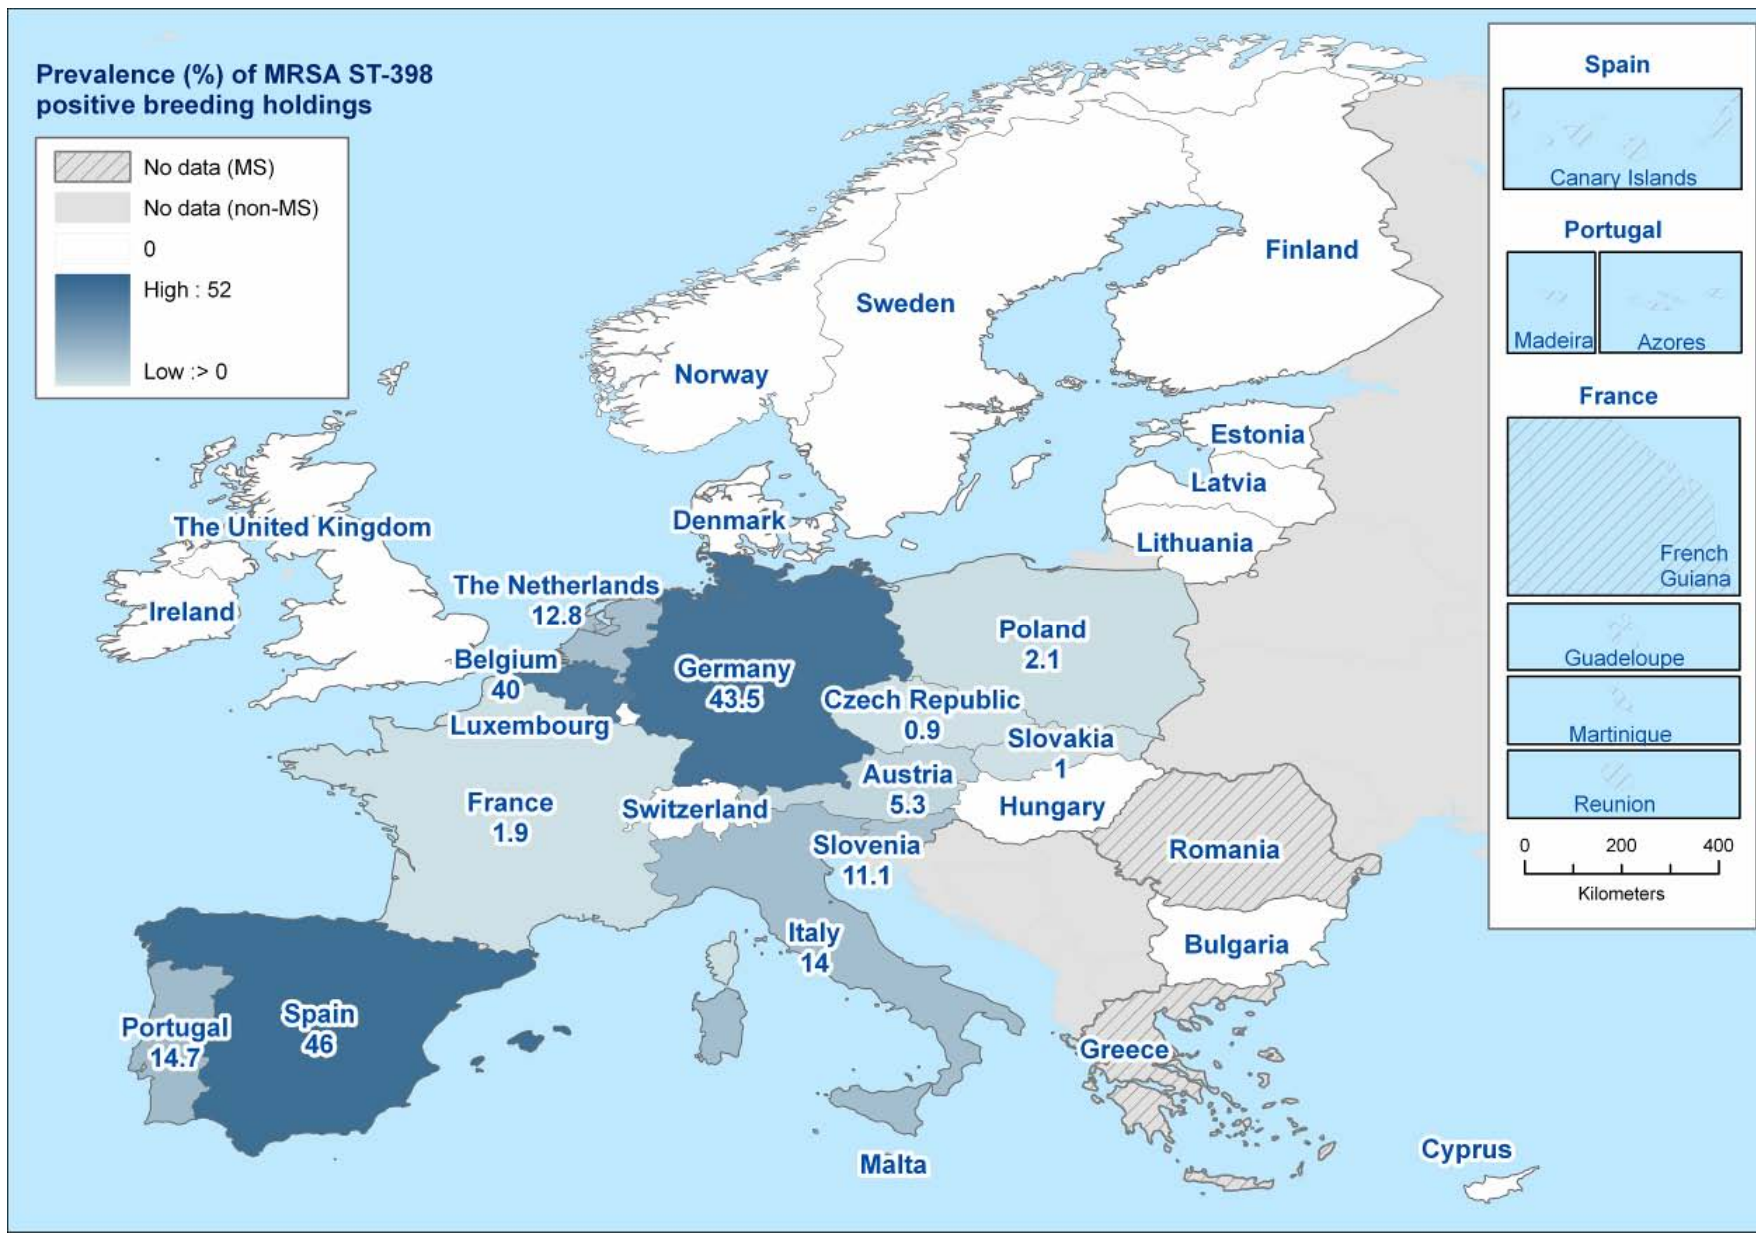 Prevalence (%) of MRSA ST-398
positive breeding holdings
No data (MS)
No data (non-MS)
0
High : 52
Low :> 0
Finland
Sweden
Norway
Estonia
Latvia
Lithuania
Denmark
The United Kingdom
Ireland
The Netherlands
12.8
Belgium
40
Luxembourg
Germany
43.5
Poland
2.1
Czech Republic
0.9
Slovakia
1
Austria
5.3
Hungary
France
1.9
Switzerland
Slovenia
11.1
Romania
Italy
14
Bulgaria
Portugal
14.7
Spain
46
Greece
Malta
Cyprus
Spain
Canary Islands
Portugal
Madeira
Azores
France
French
Guiana
Guadeloupe
Martinique
Reunion
0 200 400
Kilometers